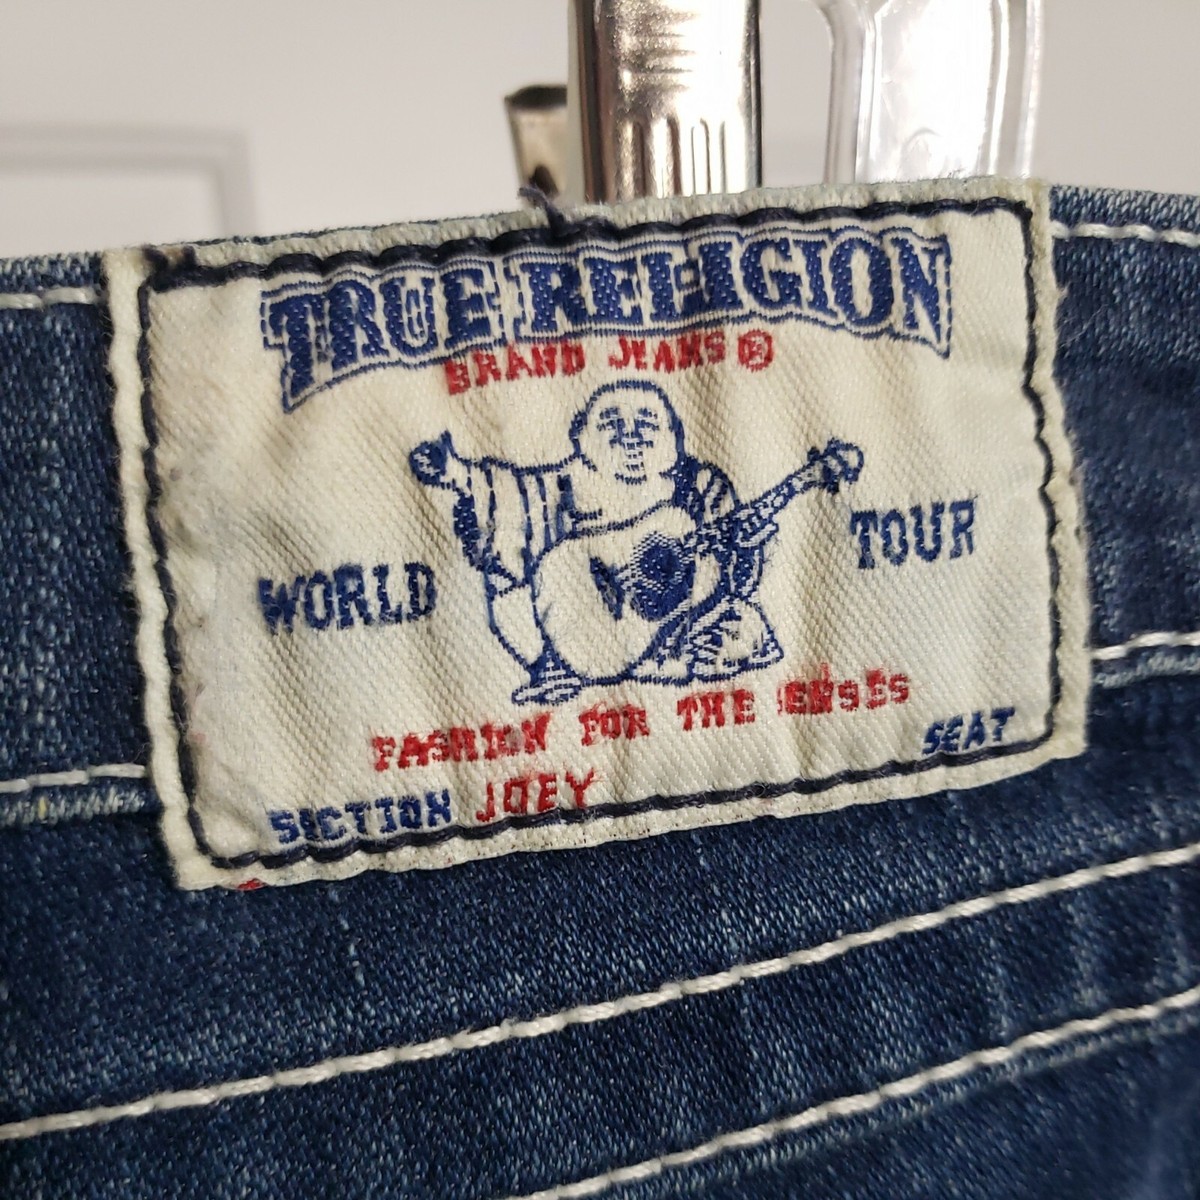 TRUE RELIGION
BRAND JEANS ®
WORLD TOUR
FASHION FOR THE SENSES
SECTION JOEY SEAT